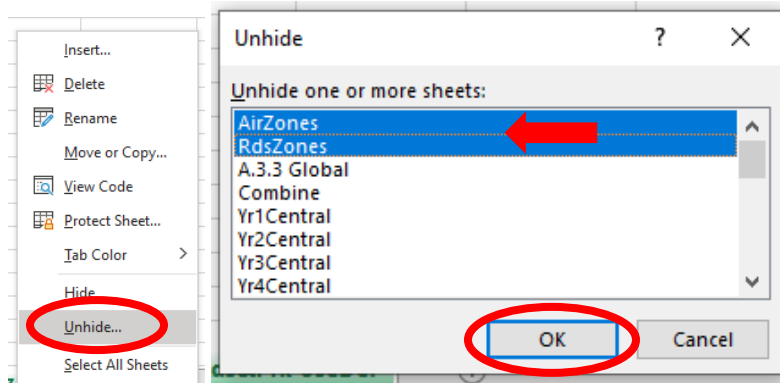 Insert...
Delete
Rename
Move or Copy...
View Code
Protect Sheet...
Tab Color
Hide
Unhide...
Select All Sheets
Unhide
?
Unhide one or more sheets:
AirZones
RdsZones
A.3.3 Global
Combine
Yr1Central
Yr2Central
Yr3Central
Yr4Central
OK
Cancel